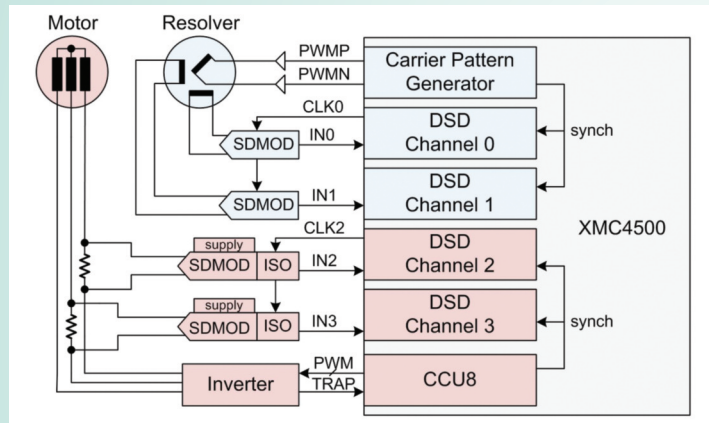 Motor
Resolver
PWMP
PWMN
Carrier Pattern
Generator
CLK0
SDMOD
IN0
DSD
Channel 0
synch
SDMOD
IN1
DSD
Channel 1
XMC4500
CLK2
supply
SDMOD
ISO
IN2
DSD
Channel 2
supply
SDMOD
ISO
IN3
DSD
Channel 3
synch
Inverter
PWM
TRAP
CCU8